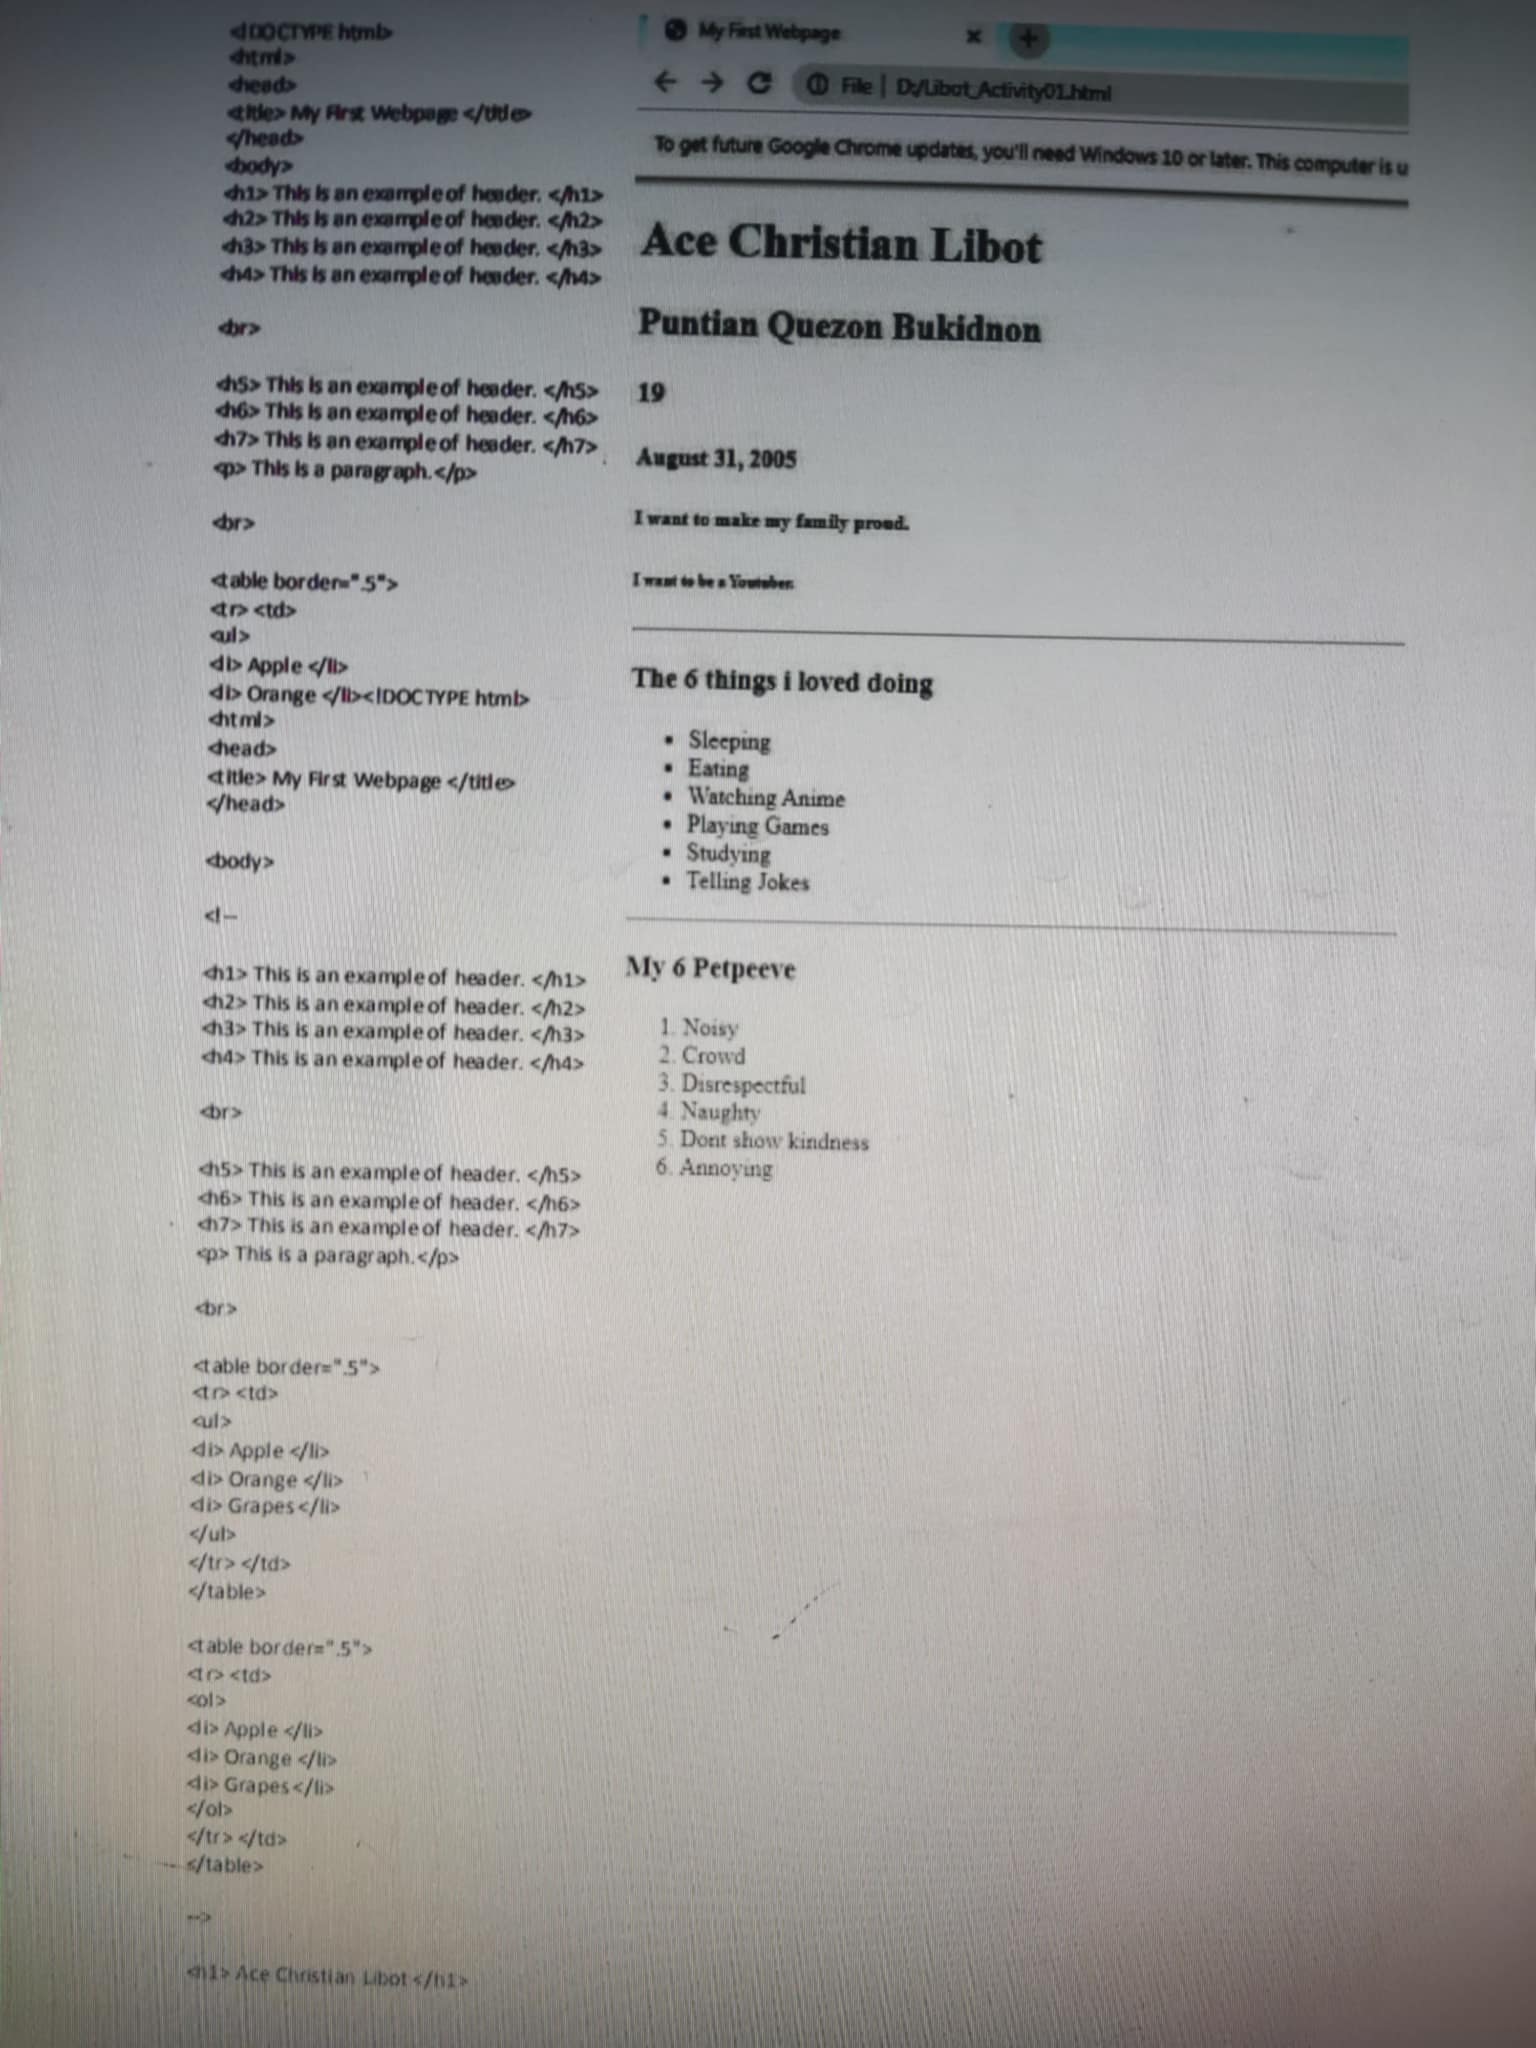 <!DOCTYPE html>
<html>
<head>
<title> My First Webpage </title>
</head>
<body>
<h1> This is an example of header. </h1>
<h2> This is an example of header. </h2>
<h3> This is an example of header. </h3>
<h4> This is an example of header. </h4>
<br>
<h5> This is an example of header. </h5>
<h6> This is an example of header. </h6>
<h7> This is an example of header. </h7>
<p> This is a paragraph.</p>
<br>
<table border=".5">
<tr> <td>
<ul>
<li> Apple </li>
<li> Orange </li><!DOCTYPE html>
<html>
<head>
<title> My First Webpage </title>
</head>
<body>
<!--
<h1> This is an example of header. </h1>
<h2> This is an example of header. </h2>
<h3> This is an example of header. </h3>
<h4> This is an example of header. </h4>
<br>
<h5> This is an example of header. </h5>
<h6> This is an example of header. </h6>
<h7> This is an example of header. </h7>
<p> This is a paragraph.</p>
<br>
<table border=".5">
<tr> <td>
<ul>
<li> Apple </li>
<li> Orange </li>
<li> Grapes</li>
</ul>
</tr> </td>
</table>
<table border=".5">
<tr> <td>
<ol>
<li> Apple </li>
<li> Orange </li>
<li> Grapes</li>
</ol>
</tr> </td>
</table>
-->
<h1> Ace Christian Libot </h1>
My First Webpage
File | D:/Libot_Activity01.html
To get future Google Chrome updates, you'll need Windows 10 or later. This computer is u
Ace Christian Libot
Puntian Quezon Bukidnon
19
August 31, 2005
I want to make my family proud.
I want to be a Youtuber.
The 6 things i loved doing
• Sleeping
• Eating
• Watching Anime
• Playing Games
• Studying
• Telling Jokes
My 6 Petpeeve
1. Noisy
2. Crowd
3. Disrespectful
4. Naughty
5. Dont show kindness
6. Annoying